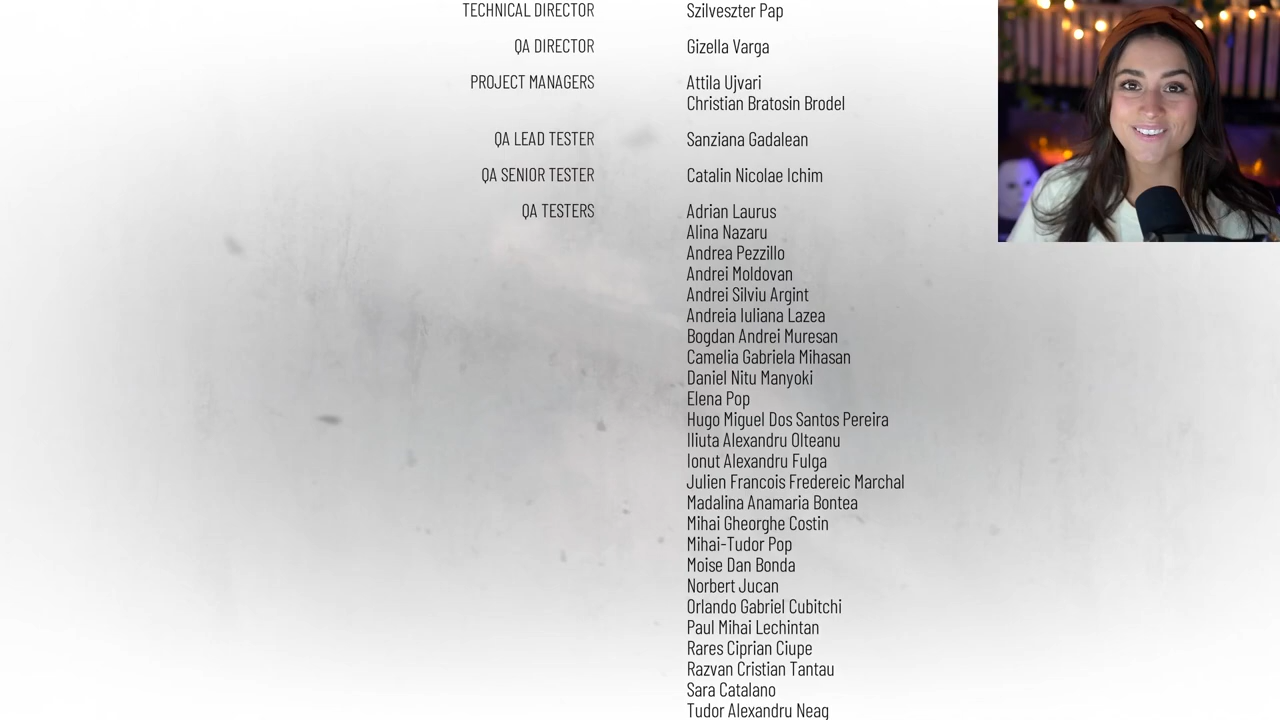 TECHNICAL DIRECTOR Szilveszter Pap
QA DIRECTOR Gizella Varga
PROJECT MANAGERS Attila Ujvari
Christian Bratosin Brodel
QA LEAD TESTER Sanziana Gadalean
QA SENIOR TESTER Catalin Nicolae Ichim
QA TESTERS Adrian Laurus
Alina Nazaru
Andrea Pezzillo
Andrei Moldovan
Andrei Silviu Argint
Andreia Iuliana Lazea
Bogdan Andrei Muresan
Camelia Gabriela Mihasan
Daniel Nitu Manyoki
Elena Pop
Hugo Miguel Dos Santos Pereira
Iliuta Alexandru Olteanu
Ionut Alexandru Fulga
Julien Francois Fredereic Marchal
Madalina Anamaria Bontea
Mihai Gheorghe Costin
Mihai-Tudor Pop
Moise Dan Bonda
Norbert Jucan
Orlando Gabriel Cubitchi
Paul Mihai Lechintan
Rares Ciprian Ciupe
Razvan Cristian Tantau
Sara Catalano
Tudor Alexandru Neag